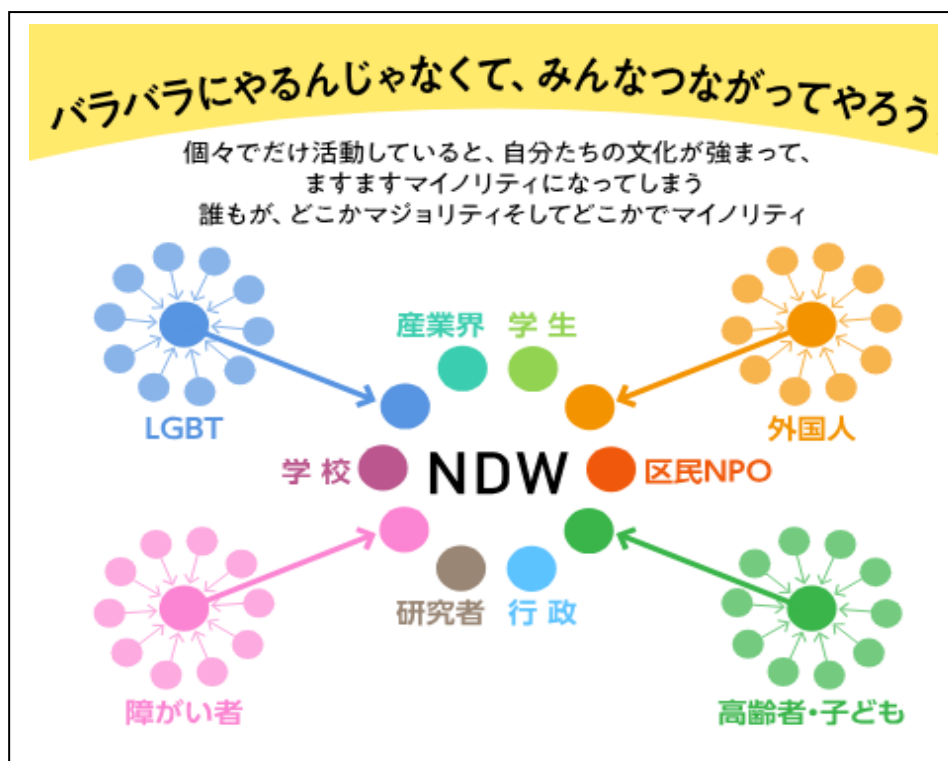 バラバラにやるんじゃなくて、みんなつながってやろう
個々でだけ活動していると、自分たちの文化が強まって、
ますますマイノリティになってしまう
誰もが、どこかマジョリティそしてどこかでマイノリティ
産業界 学生
LGBT
外国人
学校 NDW 区民NPO
研究者 行政
障がい者
高齢者・子ども